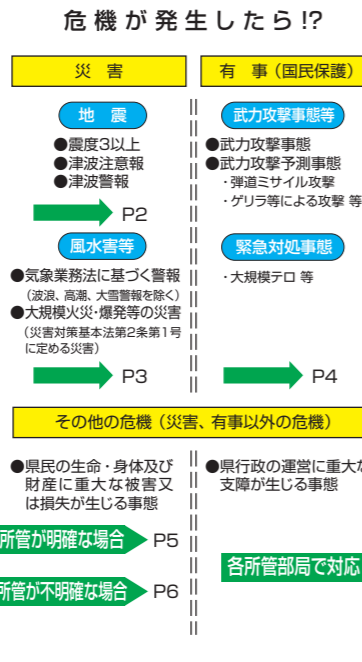 危機が発生したら!?
災 害
地 震
●震度3以上
●津波注意報
●津波警報
P2
風水害等
●気象業務法に基づく警報
(波浪、高潮、大雪警報を除く)
●大規模火災・爆発等の災害
(災害対策基本法第2条第1号
に定める災害)
P3
有 事(国民保護)
武力攻撃事態等
●武力攻撃事態
●武力攻撃予測事態
・弾道ミサイル攻撃
・ゲリラ等による攻撃 等
緊急対処事態
・大規模テロ 等
P4
その他の危機(災害、有事以外の危機)
●県民の生命・身体及び
財産に重大な被害又
は損失が生じる事態
所管が明確な場合 P5
所管が不明確な場合 P6
●県行政の運営に重大な
支障が生じる事態
各所管部局で対応